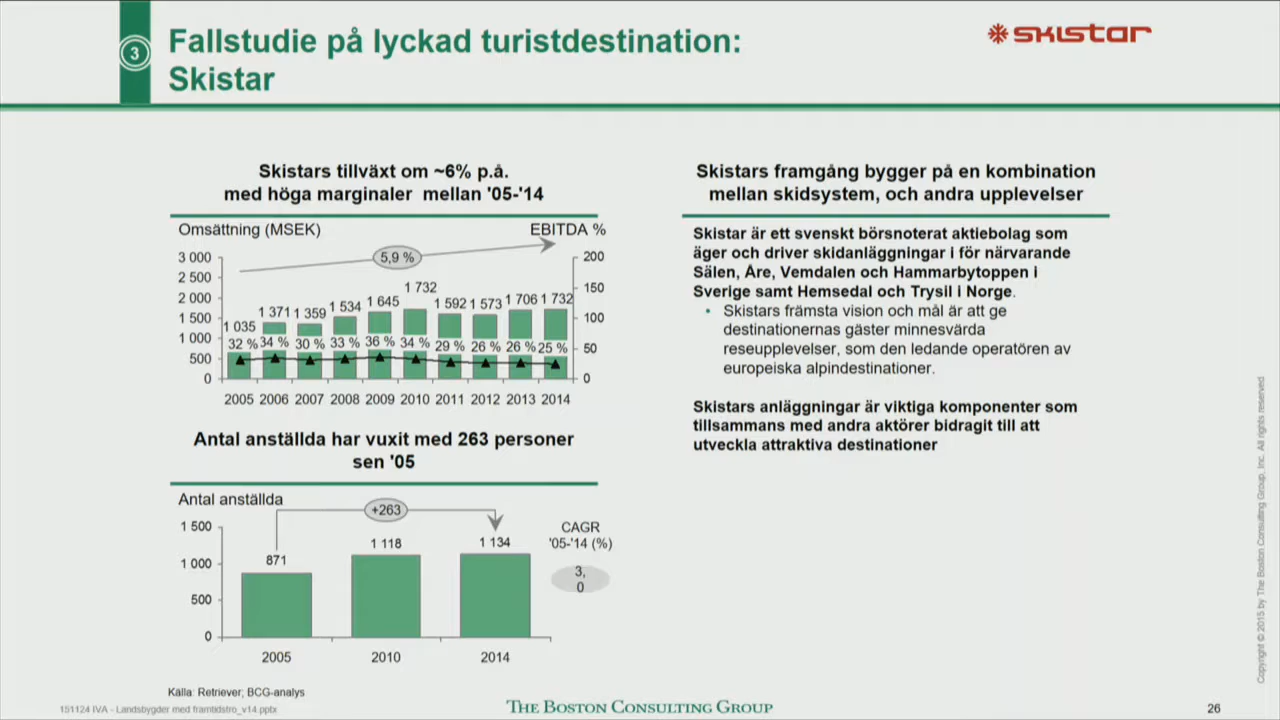 3
Fallstudie på lyckad turistdestination:
Skistar
SKISTAR
Skistars tillväxt om ~6% p.å.
med höga marginaler mellan '05-'14
Omsättning (MSEK)
EBITDA %
5,9 %
3 000
2 500
2 000
1 500
1 000
500
0
200
150
100
50
0
1 035
1 371
1 359
1 534
1 645
1 732
1 592
1 573
1 706
1 732
32 %
34 %
30 %
33 %
36 %
34 %
29 %
26 %
26 %
25 %
2005 2006 2007 2008 2009 2010 2011 2012 2013 2014
Antal anställda har vuxit med 263 personer
sen '05
Antal anställda
+263
1 500
1 000
500
0
871
1 118
1 134
2005
2010
2014
CAGR
'05-'14 (%)
3,
0
Skistars framgång bygger på en kombination
mellan skidsystem, och andra upplevelser
Skistar är ett svenskt börsnoterat aktiebolag som
äger och driver skidanläggningar i för närvarande
Sälen, Åre, Vemdalen och Hammarbytoppen i
Sverige samt Hemsedal och Trysil i Norge.
• Skistars främsta vision och mål är att ge
destinationernas gäster minnesvärda
reseupplevelser, som den ledande operatören av
europeiska alpindestinationer.
Skistars anläggningar är viktiga komponenter som
tillsammans med andra aktörer bidragit till att
utveckla attraktiva destinationer
Källa: Retriever; BCG-analys
151124 IVA - Landsbygder med framtidstro_v14.pptx
THE BOSTON CONSULTING GROUP
26
Copyright © 2015 by The Boston Consulting Group, Inc. All rights reserved